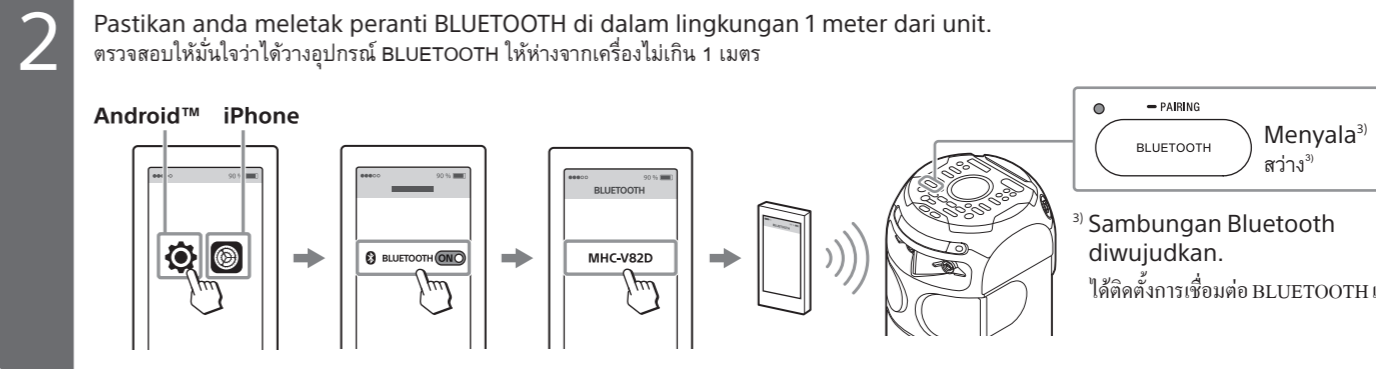 2
Pastikan anda meletak peranti BLUETOOTH di dalam lingkungan 1 meter dari unit.
ตรวจสอบให้มั่นใจว่าได้วางอุปกรณ์ BLUETOOTH ให้ห่างจากเครื่องไม่เกิน 1 เมตร
Android™ iPhone
90 %
90 %
BLUETOOTH ON
90 %
BLUETOOTH
MHC-V82D
PAIRING
BLUETOOTH
Menyala³⁾
สว่าง³⁾
³⁾ Sambungan Bluetooth
diwujudkan.
ได้ติดตั้งการเชื่อมต่อ BLUETOOTH